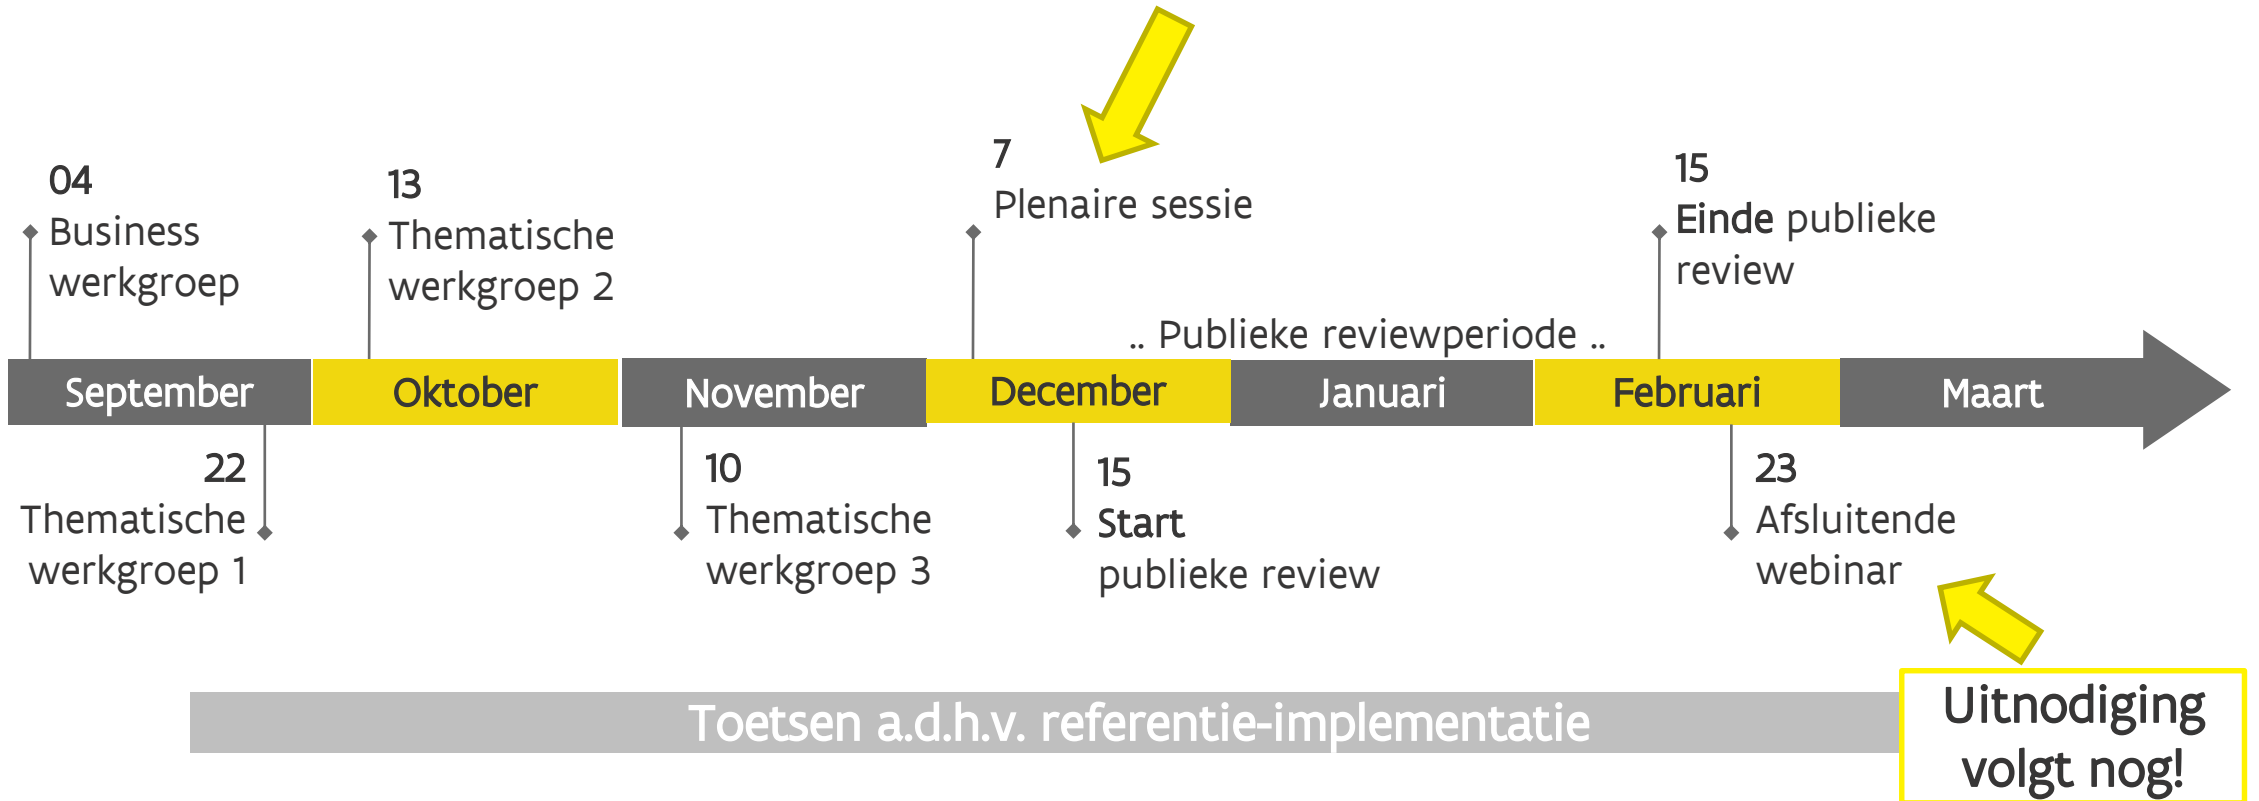 04
Business
werkgroep
13
Thematische
werkgroep 2
7
Plenaire sessie
15
Einde publieke
review
.. Publieke reviewperiode ..
September
Oktober
November
December
Januari
Februari
Maart
22
Thematische
werkgroep 1
10
Thematische
werkgroep 3
15
Start
publieke review
23
Afsluitende
webinar
Toetsen a.d.h.v. referentie-implementatie
Uitnodiging
volgt nog!